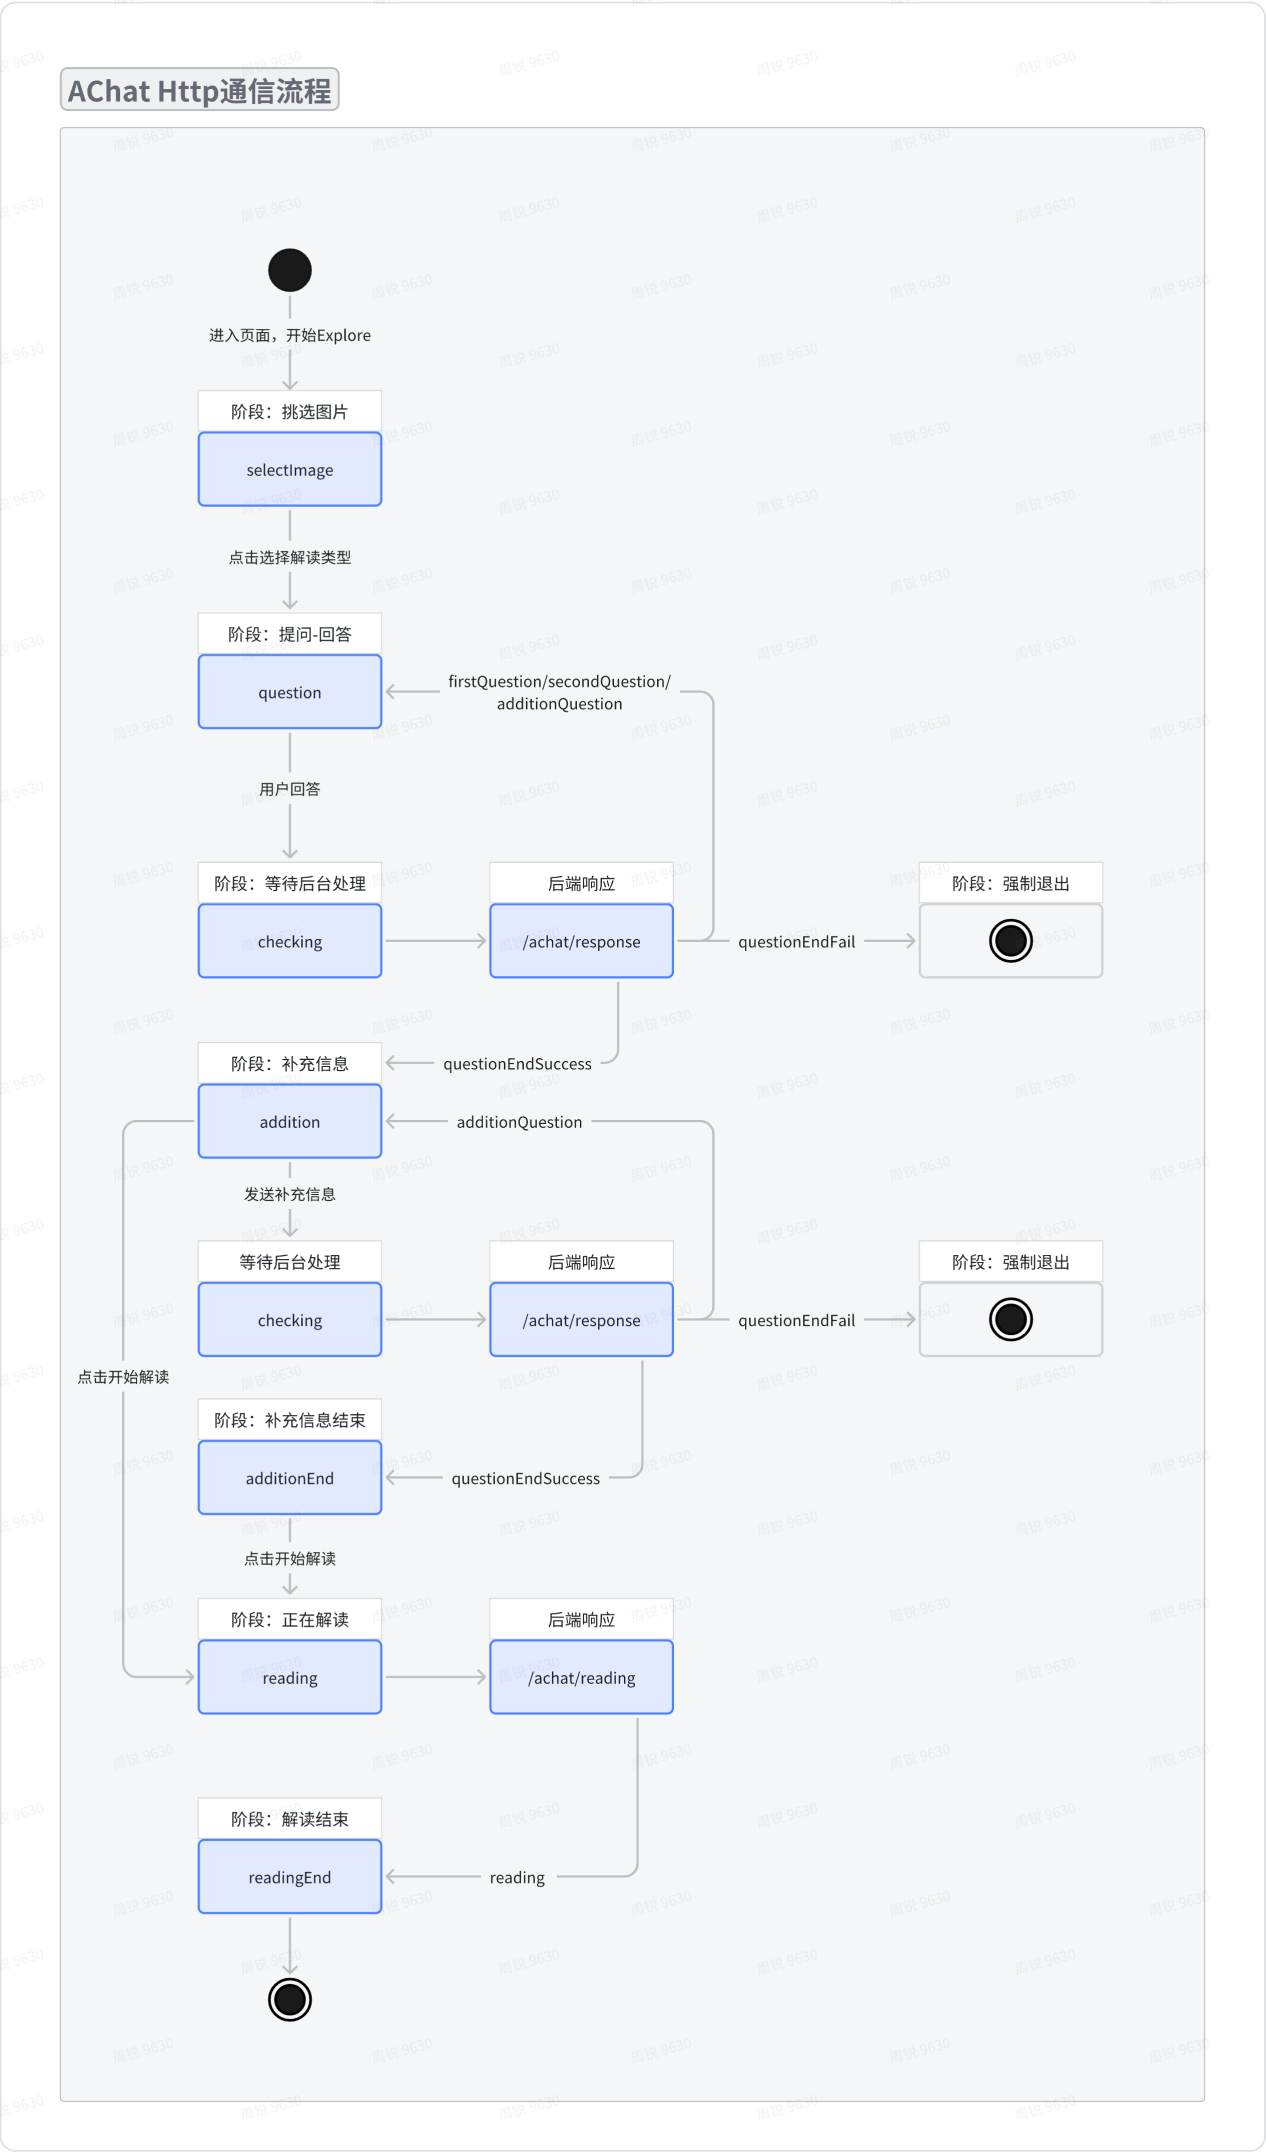 AChat Http通信流程
进入页面，开始Explore
阶段：挑选图片
selectImage
点击选择解读类型
阶段：提问-回答
question
firstQuestion/secondQuestion/
additionQuestion
用户回答
阶段：等待后台处理
后端响应
阶段：强制退出
checking
/achat/response
questionEndFail
阶段：补充信息
questionEndSuccess
addition
additionQuestion
发送补充信息
等待后台处理
后端响应
阶段：强制退出
checking
/achat/response
questionEndFail
点击开始解读
阶段：补充信息结束
additionEnd
questionEndSuccess
点击开始解读
阶段：正在解读
后端响应
reading
/achat/reading
阶段：解读结束
readingEnd
reading
周锐 9630